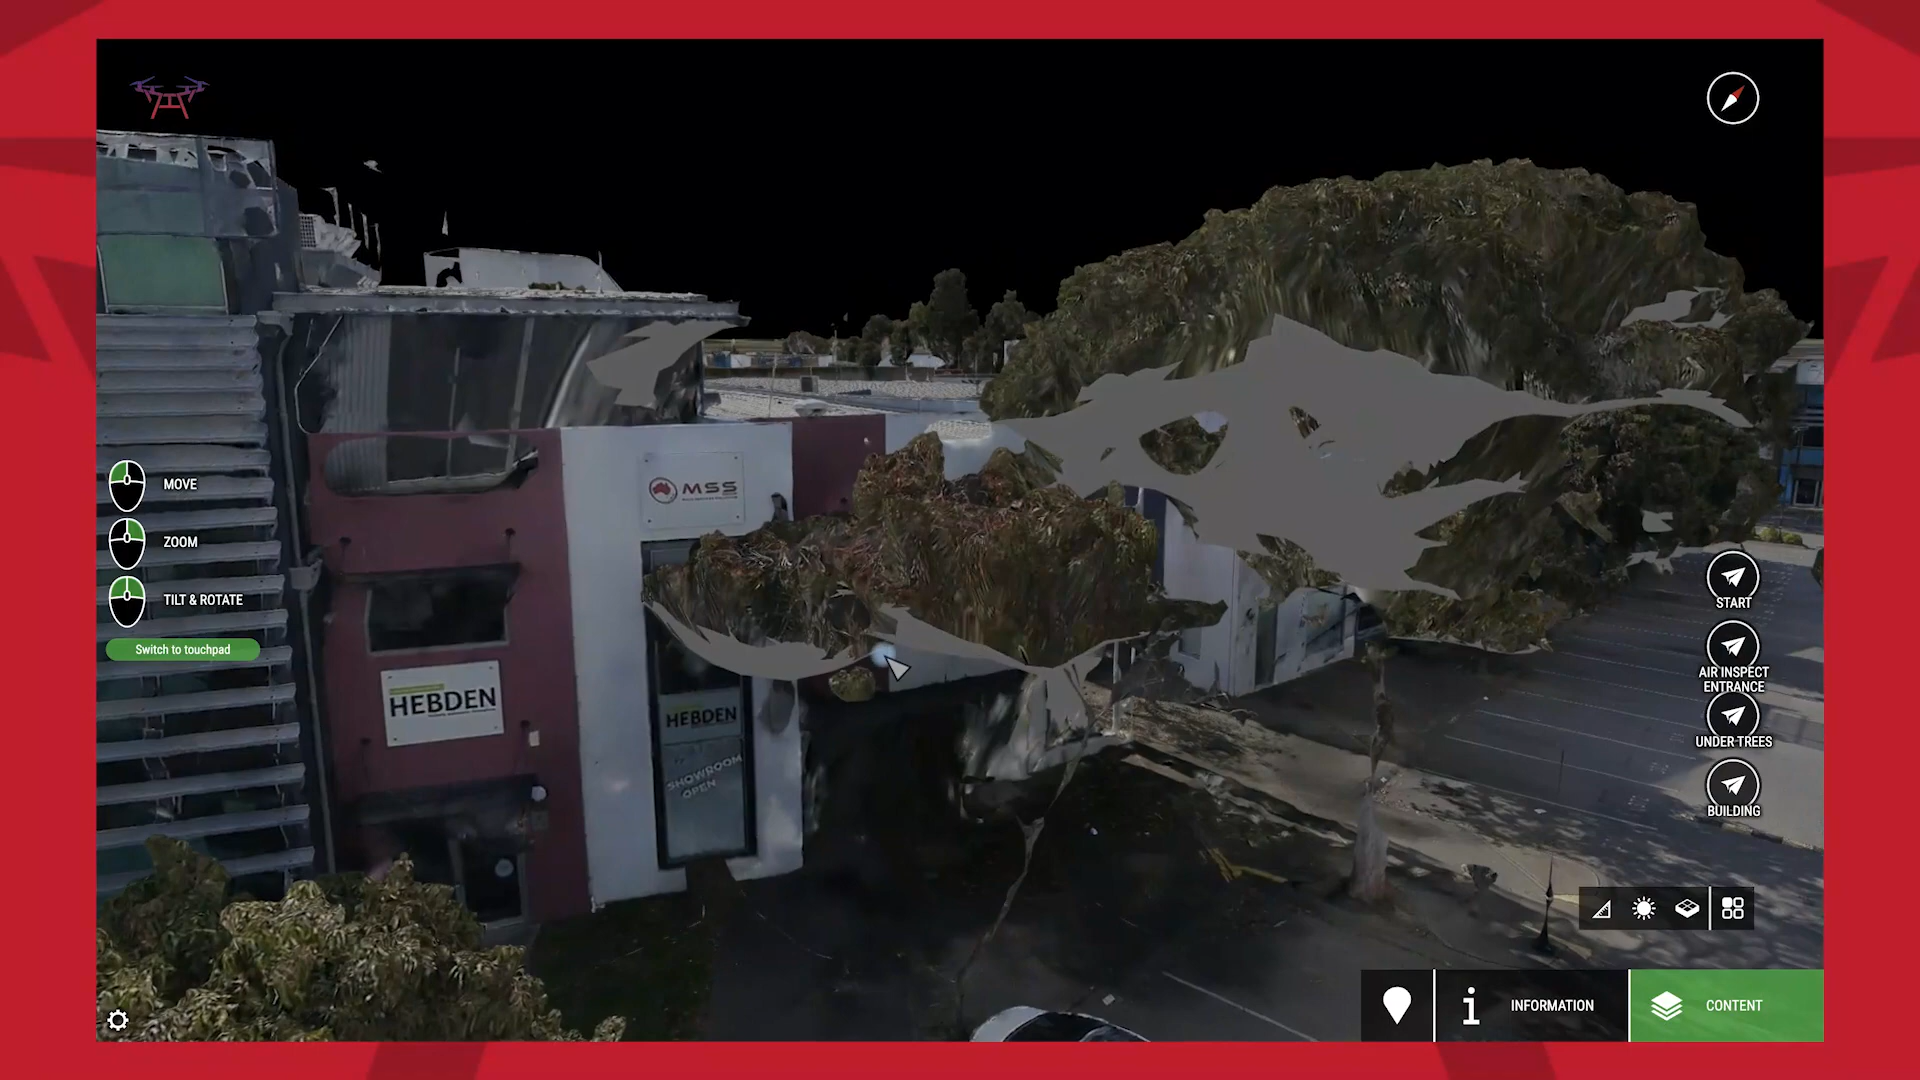 MSS
MOVE
ZOOM
TILT & ROTATE
Switch to touchpad
HEBDEN
HEBDEN
SHOWROOM
OPEN
START
AIR INSPECT
ENTRANCE
UNDER TREES
BUILDING
INFORMATION
CONTENT